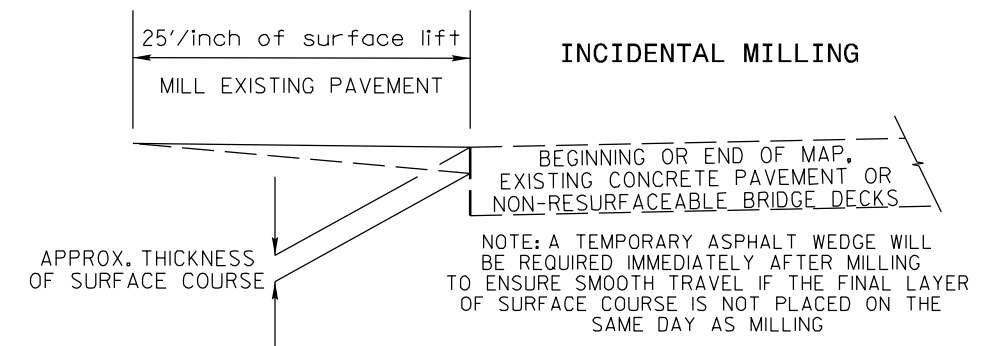 25'/inch of surface lift
INCIDENTAL MILLING
MILL EXISTING PAVEMENT
BEGINNING OR END OF MAP,
EXISTING CONCRETE PAVEMENT OR
NON-RESURFACEABLE BRIDGE DECKS
APPROX. THICKNESS
OF SURFACE COURSE
NOTE: A TEMPORARY ASPHALT WEDGE WILL
BE REQUIRED IMMEDIATELY AFTER MILLING
TO ENSURE SMOOTH TRAVEL IF THE FINAL LAYER
OF SURFACE COURSE IS NOT PLACED ON THE
SAME DAY AS MILLING